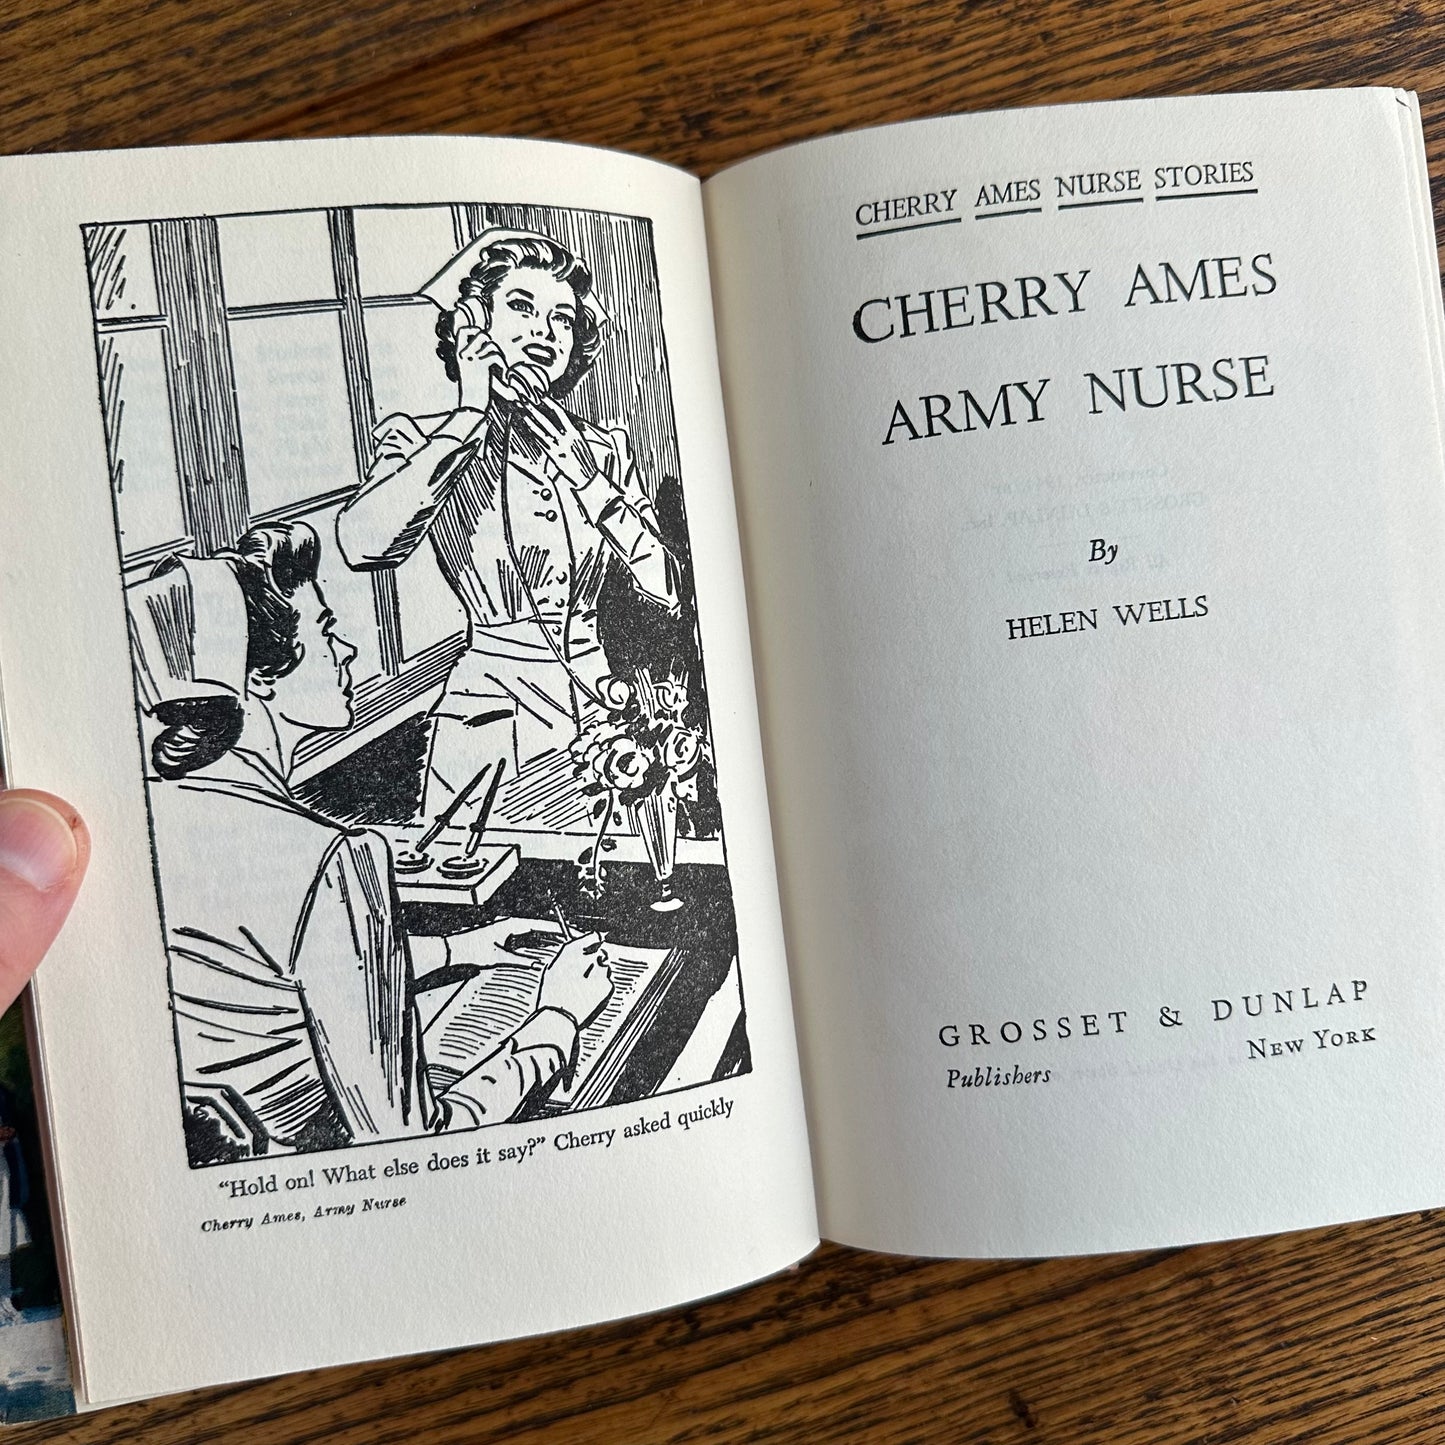 “Hold on! What else does it say?” Cherry asked quickly
Cherry Ames, Army Nurse
CHERRY AMES NURSE STORIES
CHERRY AMES
ARMY NURSE
By
HELEN WELLS
GROSSET & DUNLAP
Publishers NEW YORK